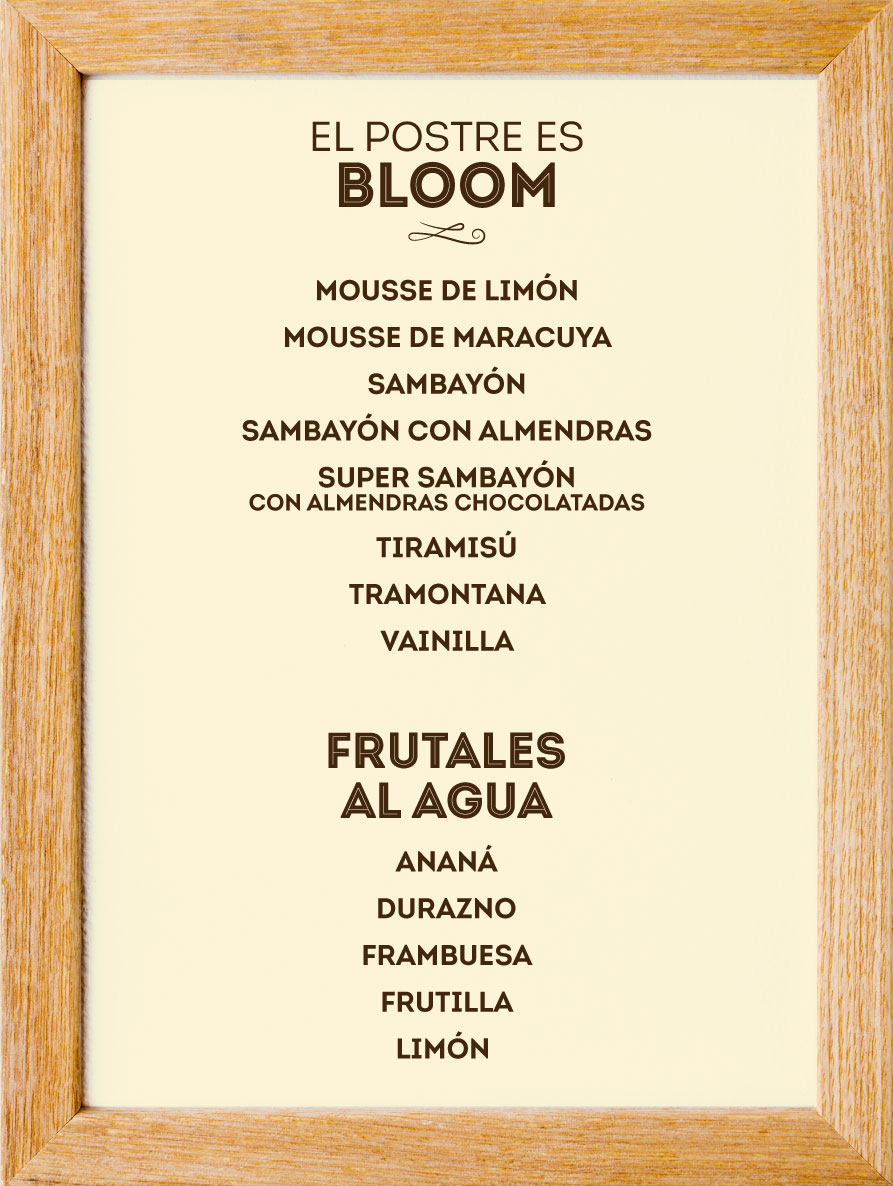 EL POSTRE ES
BLOOM
MOUSSE DE LIMÓN
MOUSSE DE MARACUYA
SAMBAYÓN
SAMBAYÓN CON ALMENDRAS
SUPER SAMBAYÓN
CON ALMENDRAS CHOCOLATADAS
TIRAMISÚ
TRAMONTANA
VAINILLA
FRUTALES
AL AGUA
ANANÁ
DURAZNO
FRAMBUESA
FRUTILLA
LIMÓN